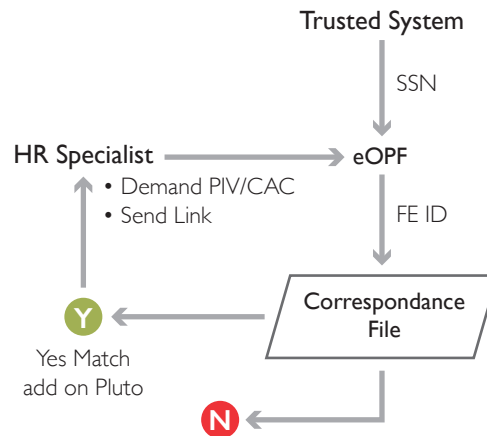 Trusted System
SSN
HR Specialist
eOPF
• Demand PIV/CAC
• Send Link
FE ID
Correspondance
File
Y
Yes Match
add on Pluto
N